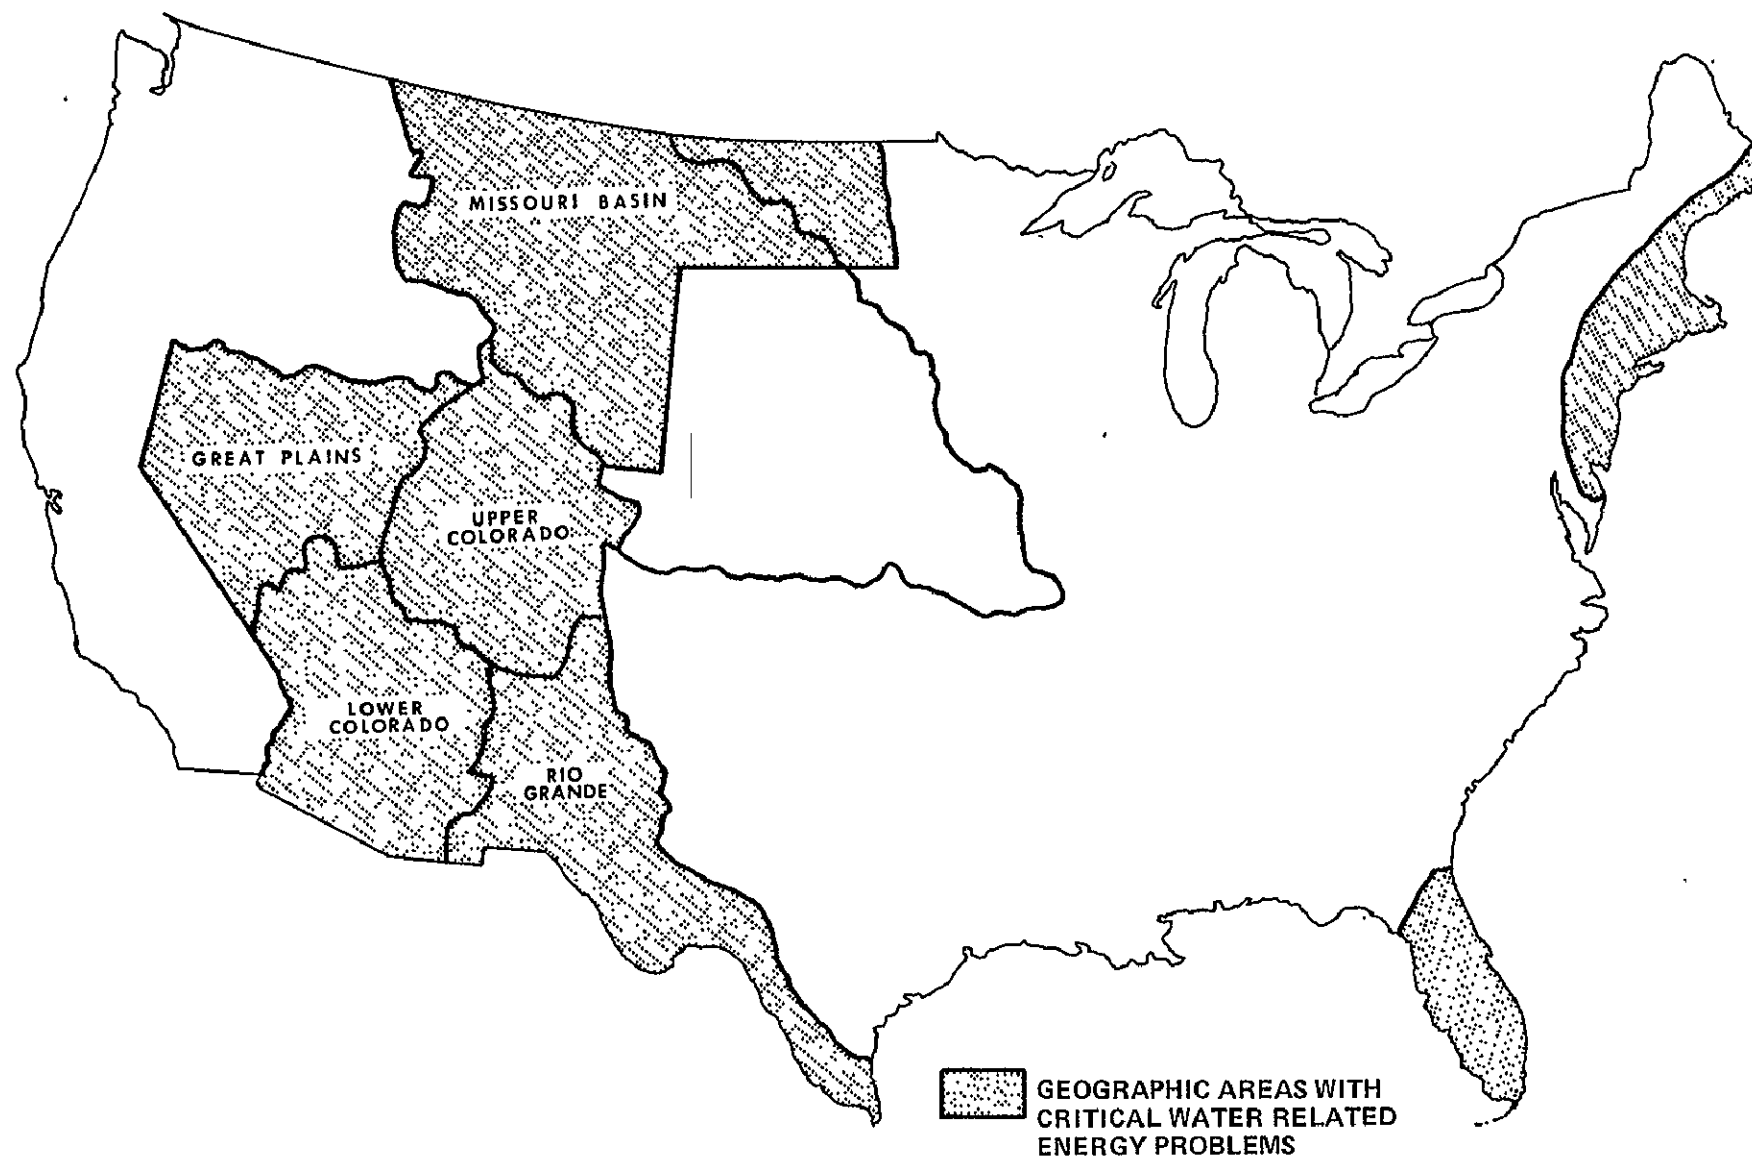 MISSOURI BASIN
GREAT PLAINS
UPPER
COLORADO
LOWER
COLORADO
RIO
GRANDE
GEOGRAPHIC AREAS WITH
CRITICAL WATER RELATED
ENERGY PROBLEMS